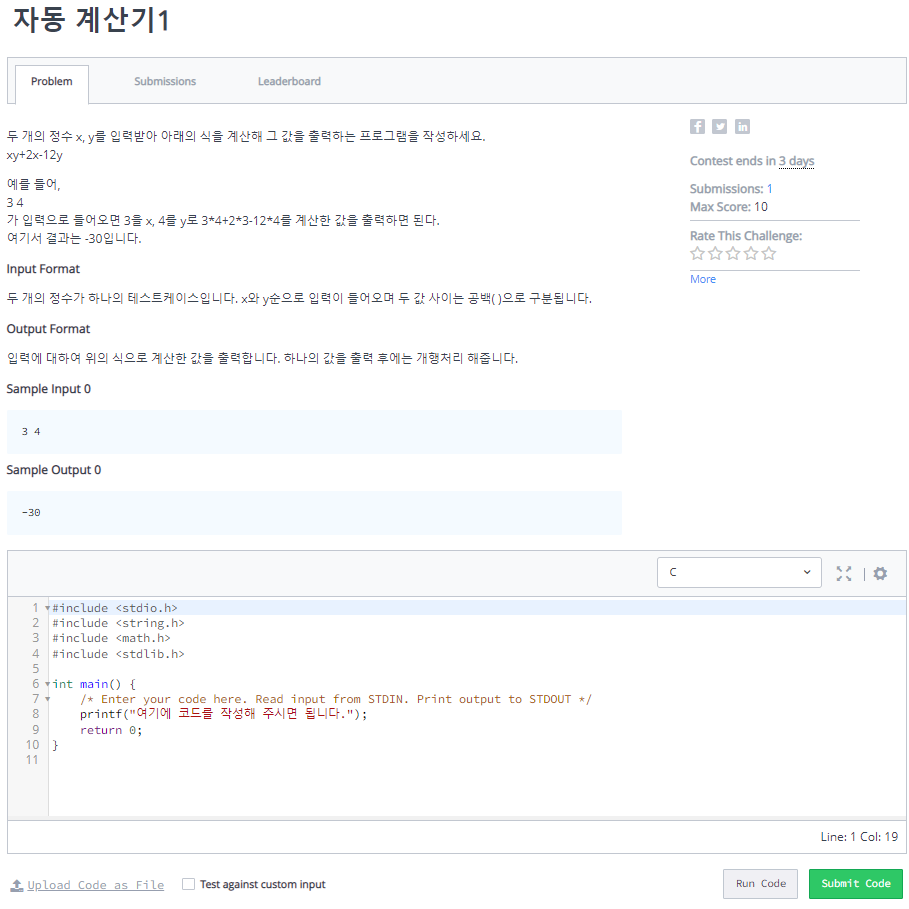 자동 계산기1
Problem
Submissions
Leaderboard
두 개의 정수 x, y를 입력받아 아래의 식을 계산해 그 값을 출력하는 프로그램을 작성하세요.
xy+2x-12y
예를 들어,
3 4
가 입력으로 들어오면 3을 x, 4를 y로 3*4+2*3-12*4를 계산한 값을 출력하면 된다.
여기서 결과는 -30입니다.
Input Format
두 개의 정수가 하나의 테스트케이스입니다. x와 y순으로 입력이 들어오며 두 값 사이는 공백( )으로 구분됩니다.
Output Format
입력에 대하여 위의 식으로 계산한 값을 출력합니다. 하나의 값을 출력 후에는 개행처리 해줍니다.
Sample Input 0
3 4
Sample Output 0
-30
Contest ends in 3 days
Submissions: 1
Max Score: 10
Rate This Challenge:
More
C
1 #include <stdio.h>
2 #include <string.h>
3 #include <math.h>
4 #include <stdlib.h>
5
6 int main() {
7 /* Enter your code here. Read input from STDIN. Print output to STDOUT */
8 printf("여기에 코드를 작성해 주시면 됩니다.");
9 return 0;
10 }
11
Line: 1 Col: 19
Upload Code as File
Test against custom input
Run Code
Submit Code